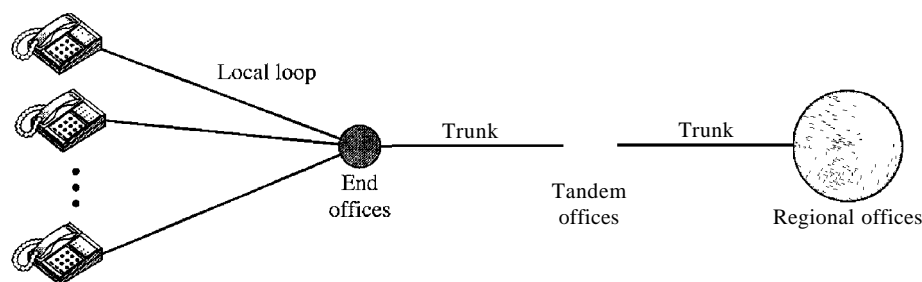 Local loop
Trunk
Trunk
End
offices
Tandem
offices
Regional offices